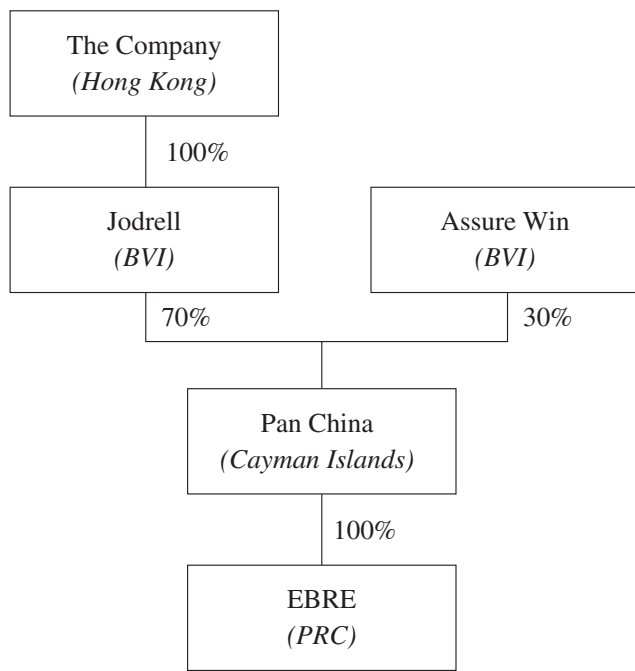 The Company
(Hong Kong)
100%
Jodrell
(BVI)
Assure Win
(BVI)
70%
30%
Pan China
(Cayman Islands)
100%
EBRE
(PRC)